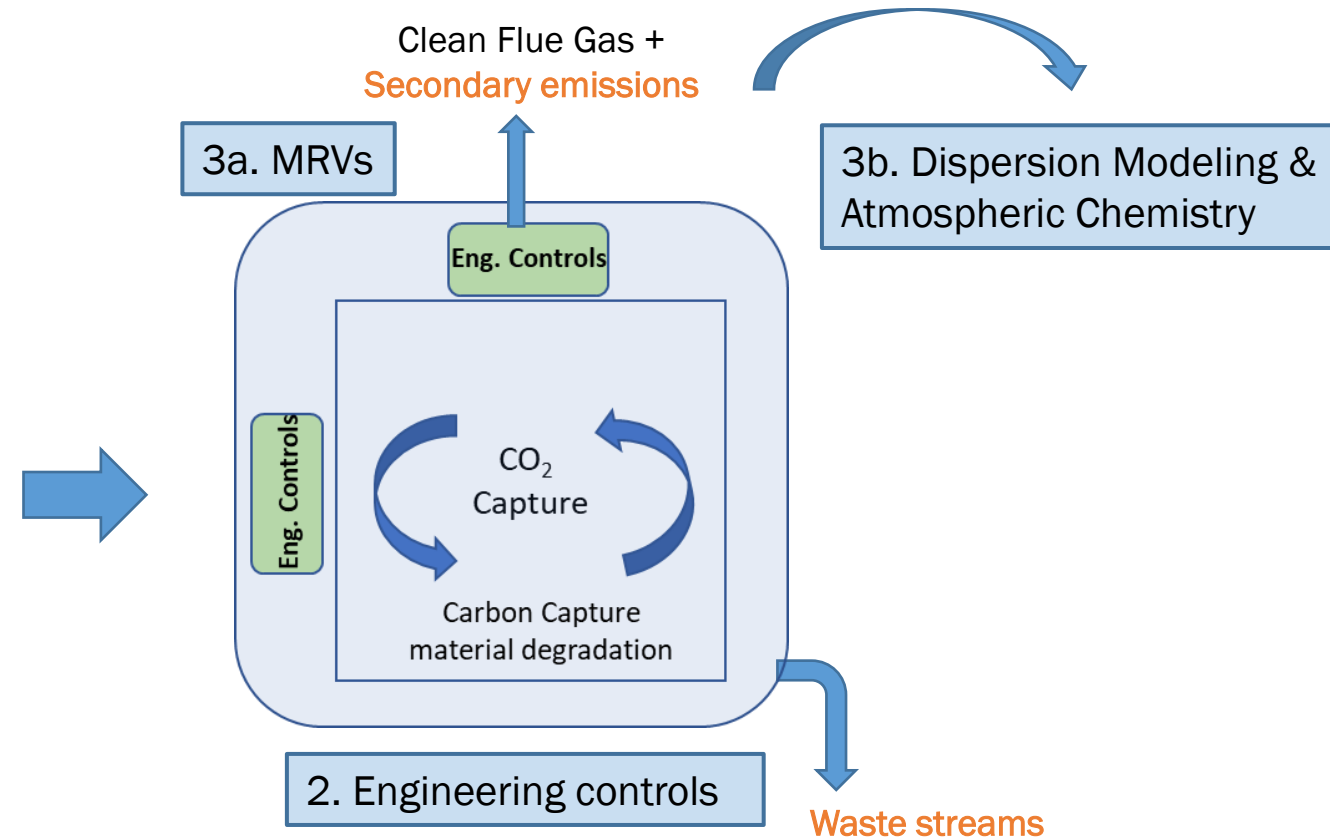 Clean Flue Gas +
Secondary emissions
3a. MRVs
3b. Dispersion Modeling &
Atmospheric Chemistry
Eng. Controls
Eng. Controls
CO₂
Capture
Carbon Capture
material degradation
2. Engineering controls
Waste streams